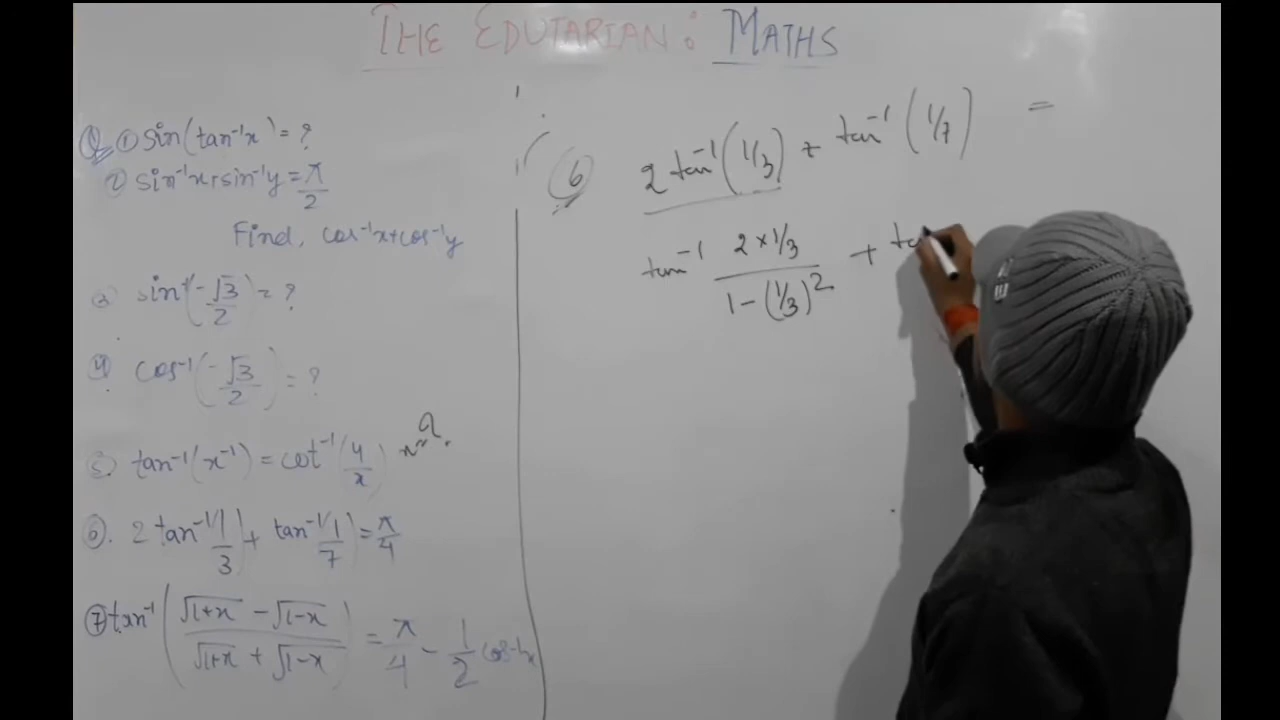 THE EDUTARIAN: MATHS
Q ① sin(tan⁻¹x) = ?
② sin⁻¹x+sin⁻¹y = π/2
Find, cos⁻¹x+cos⁻¹y
③ sin⁻¹(-√3/2) = ?
④ cos⁻¹(-√3/2) = ?
⑤ tan⁻¹(x⁻¹) = cot⁻¹(4/x)
⑥. 2 tan⁻¹(1/3) + tan⁻¹(1/7) = π/4
⑦ tan⁻¹((√1+x - √1-x)/(√1+x + √1-x)) = π/4 - 1/2 cos⁻¹x
⑥ 2 tan⁻¹(1/3) + tan⁻¹(1/7) =
tan⁻¹ (2×1/3)/(1-(1/3)²) + ta